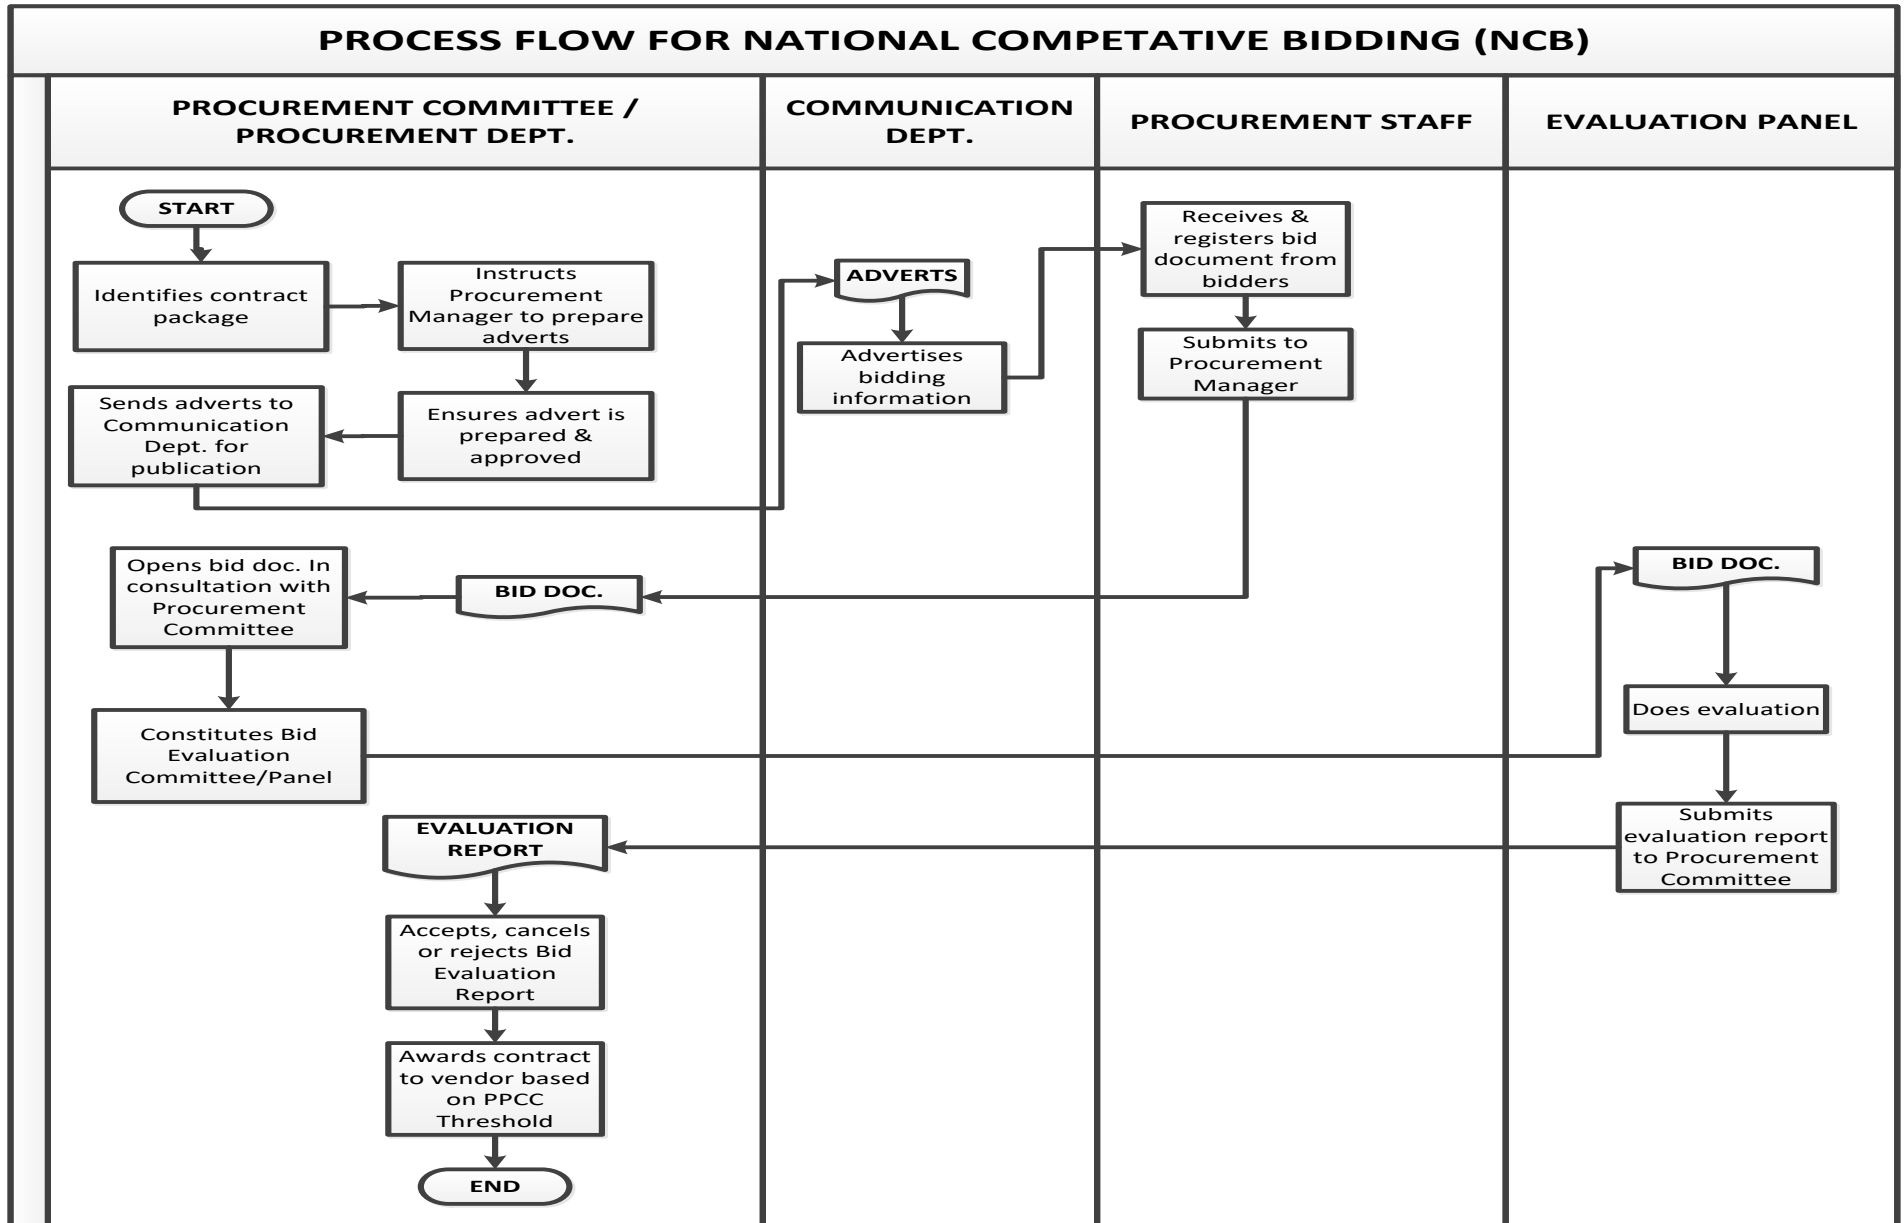 PROCESS FLOW FOR NATIONAL COMPETATIVE BIDDING (NCB)
PROCUREMENT COMMITTEE /
PROCUREMENT DEPT.
COMMUNICATION
DEPT.
PROCUREMENT STAFF
EVALUATION PANEL
START
Identifies contract
package
Instructs
Procurement
Manager to prepare
adverts
Ensures advert is
prepared &
approved
Sends adverts to
Communication
Dept. for
publication
ADVERTS
Advertises
bidding
information
Receives &
registers bid
document from
bidders
Submits to
Procurement
Manager
BID DOC.
Opens bid doc. In
consultation with
Procurement
Committee
Constitutes Bid
Evaluation
Committee/Panel
BID DOC.
Does evaluation
Submits
evaluation report
to Procurement
Committee
EVALUATION
REPORT
Accepts, cancels
or rejects Bid
Evaluation
Report
Awards contract
to vendor based
on PPCC
Threshold
END